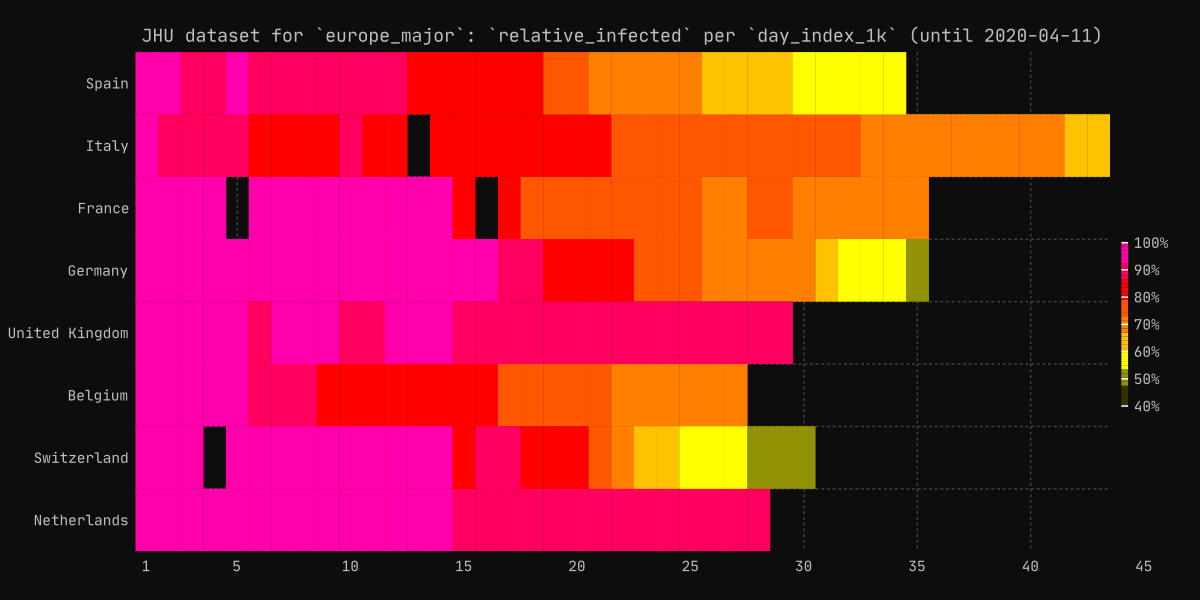 JHU dataset for `europe_major`: `relative_infected` per `day_index_1k` (until 2020-04-11)
Spain
Italy
France
Germany
United Kingdom
Belgium
Switzerland
Netherlands
1 5 10 15 20 25 30 35 40 45
100%
90%
80%
70%
60%
50%
40%